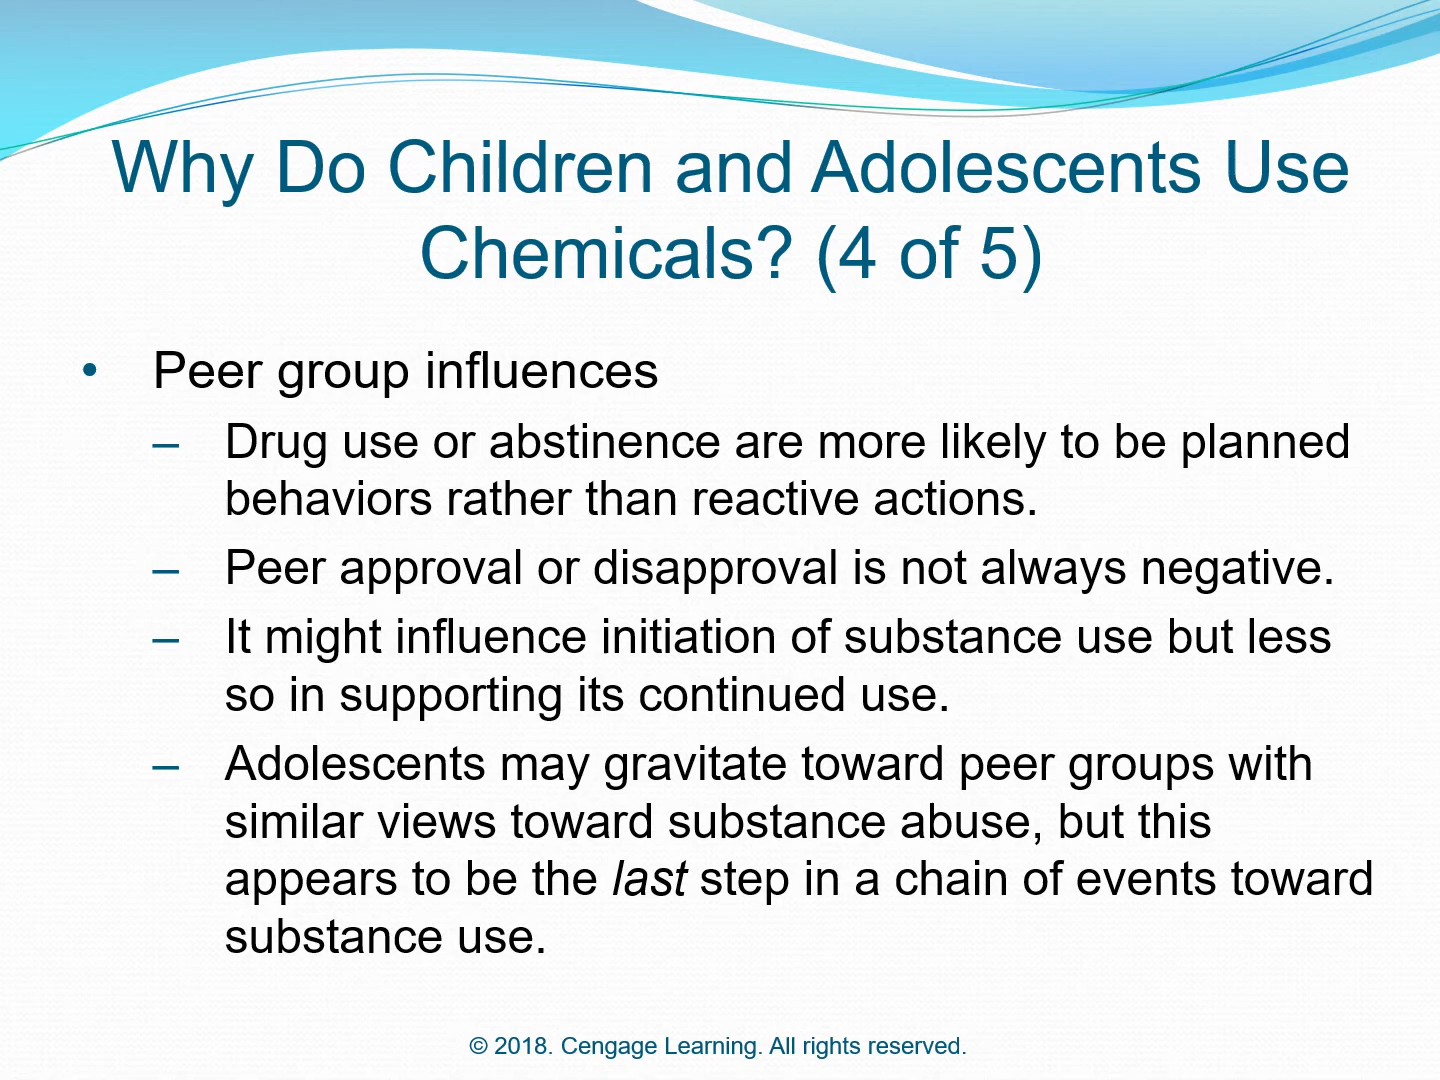 Why Do Children and Adolescents Use
Chemicals? (4 of 5)
• Peer group influences
– Drug use or abstinence are more likely to be planned
behaviors rather than reactive actions.
– Peer approval or disapproval is not always negative.
– It might influence initiation of substance use but less
so in supporting its continued use.
– Adolescents may gravitate toward peer groups with
similar views toward substance abuse, but this
appears to be the last step in a chain of events toward
substance use.
© 2018. Cengage Learning. All rights reserved.